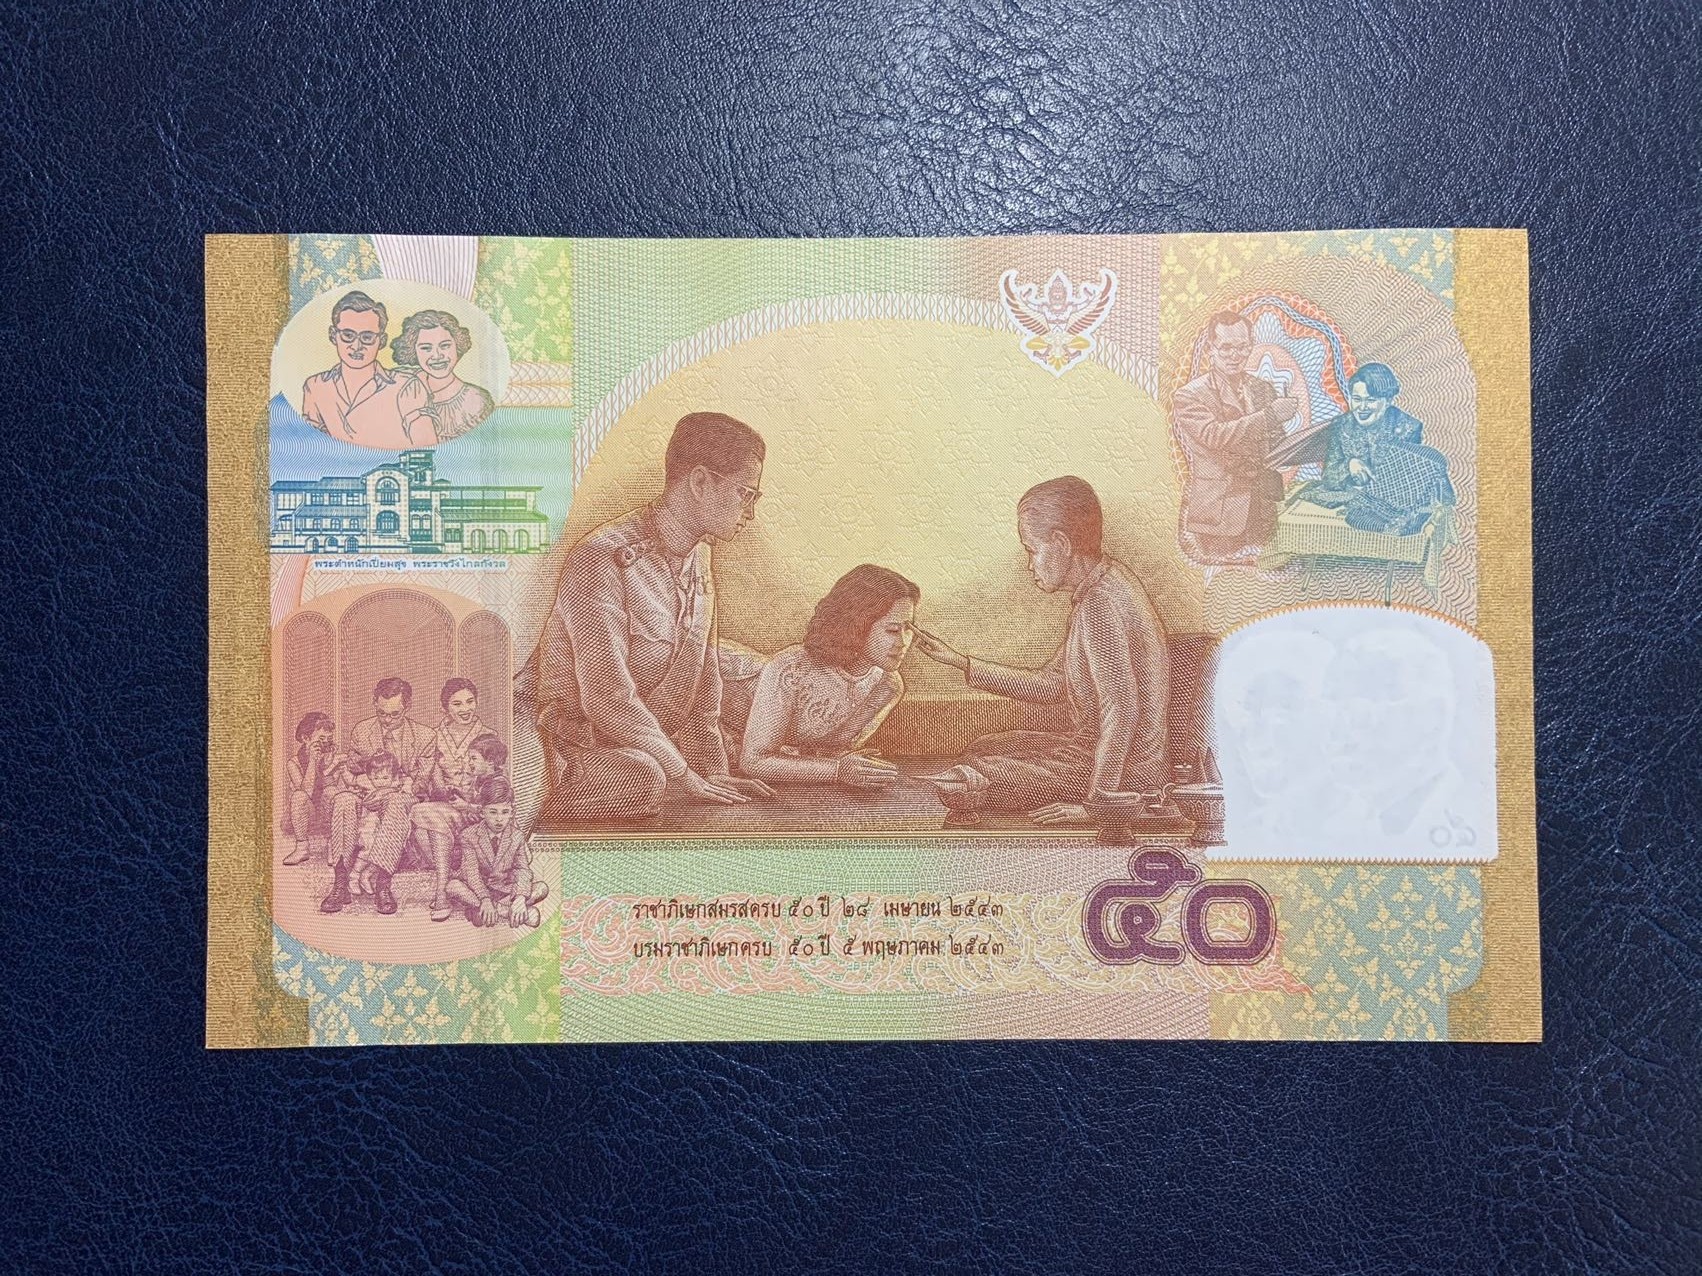 พระตำหนักเปี่ยมสุข พระราชวังไกลกังวล
ราชาภิเษกสมรสครบ ๕๐ ปี ๒๘ เมษายน ๒๕๔๓
บรมราชาภิเษกครบ ๕๐ ปี ๕ พฤษภาคม ๒๕๔๓
๕๐
๕๐